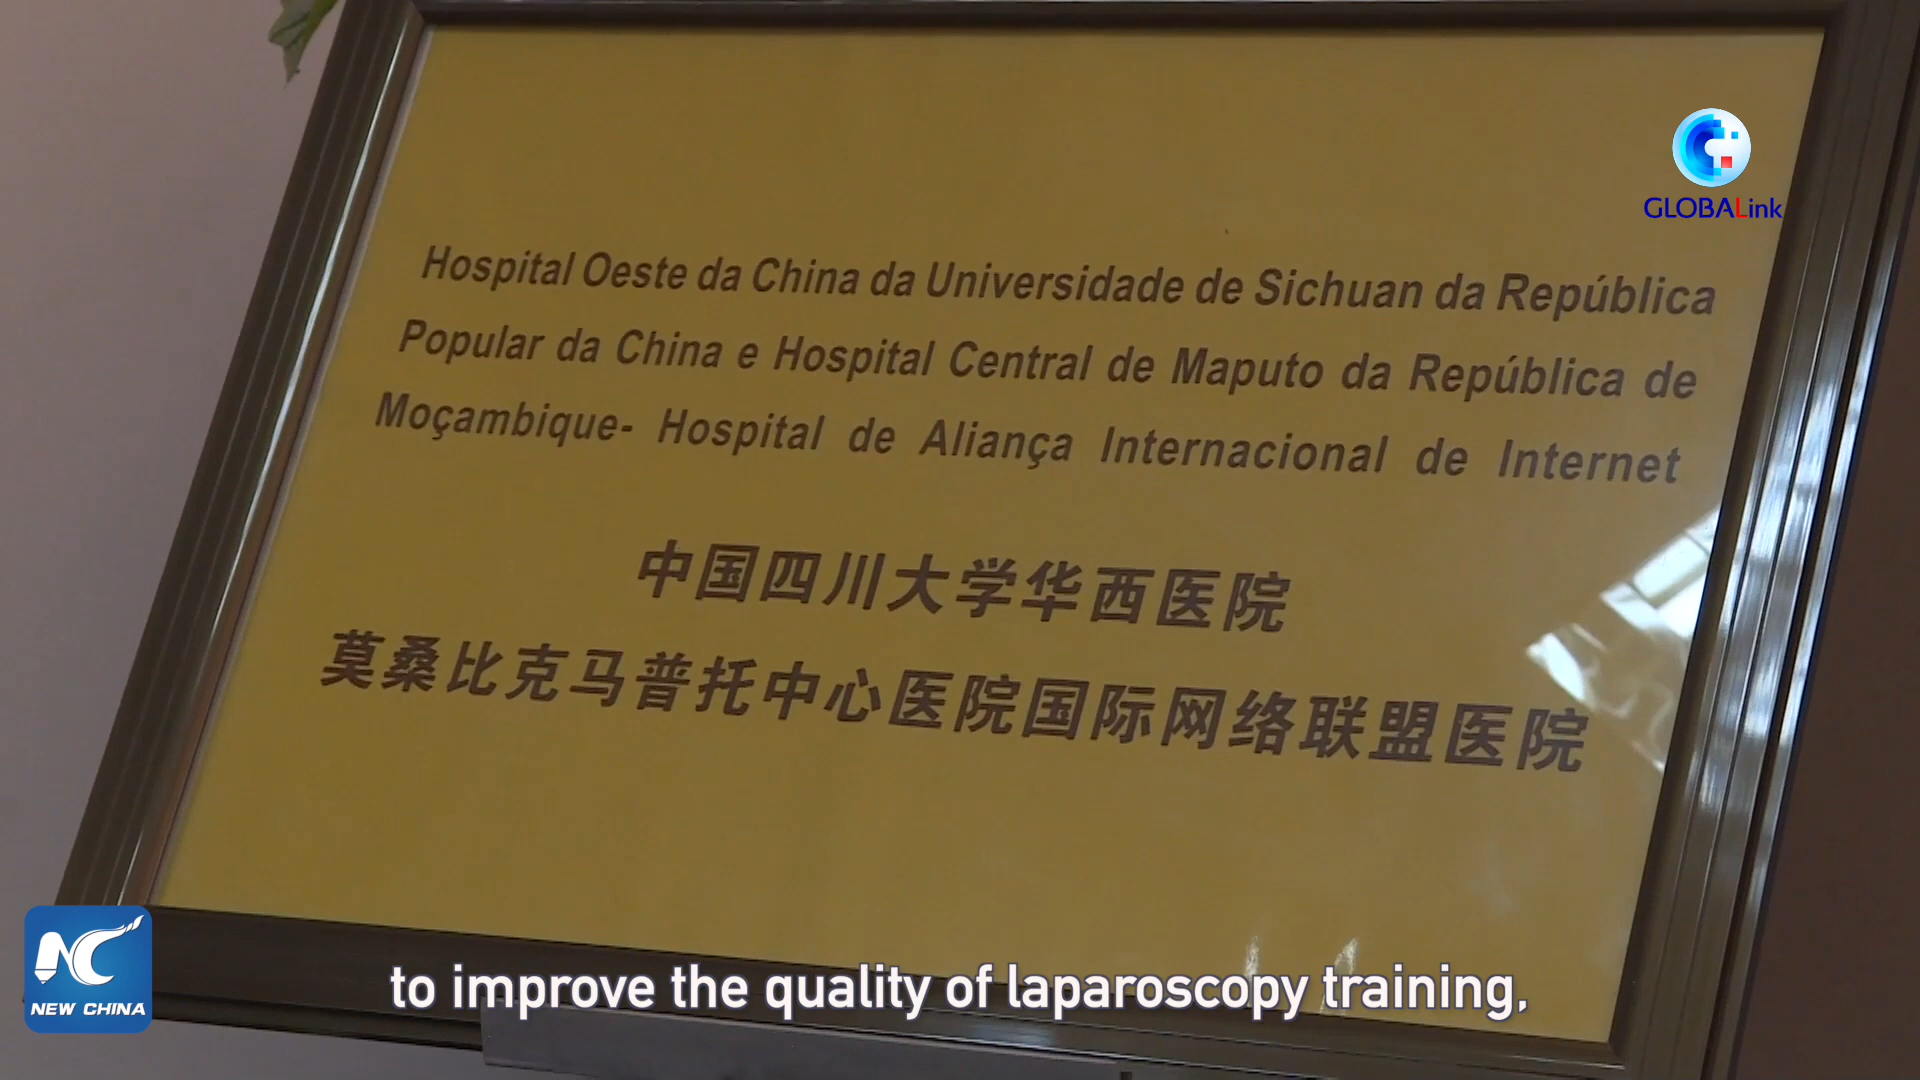 GLOBALink
Hospital Oeste da China da Universidade de Sichuan da República
Popular da China e Hospital Central de Maputo da República de
Moçambique- Hospital de Aliança Internacional de Internet
中国四川大学华西医院
莫桑比克马普托中心医院国际网络联盟医院
NC
NEW CHINA
to improve the quality of laparoscopy training,